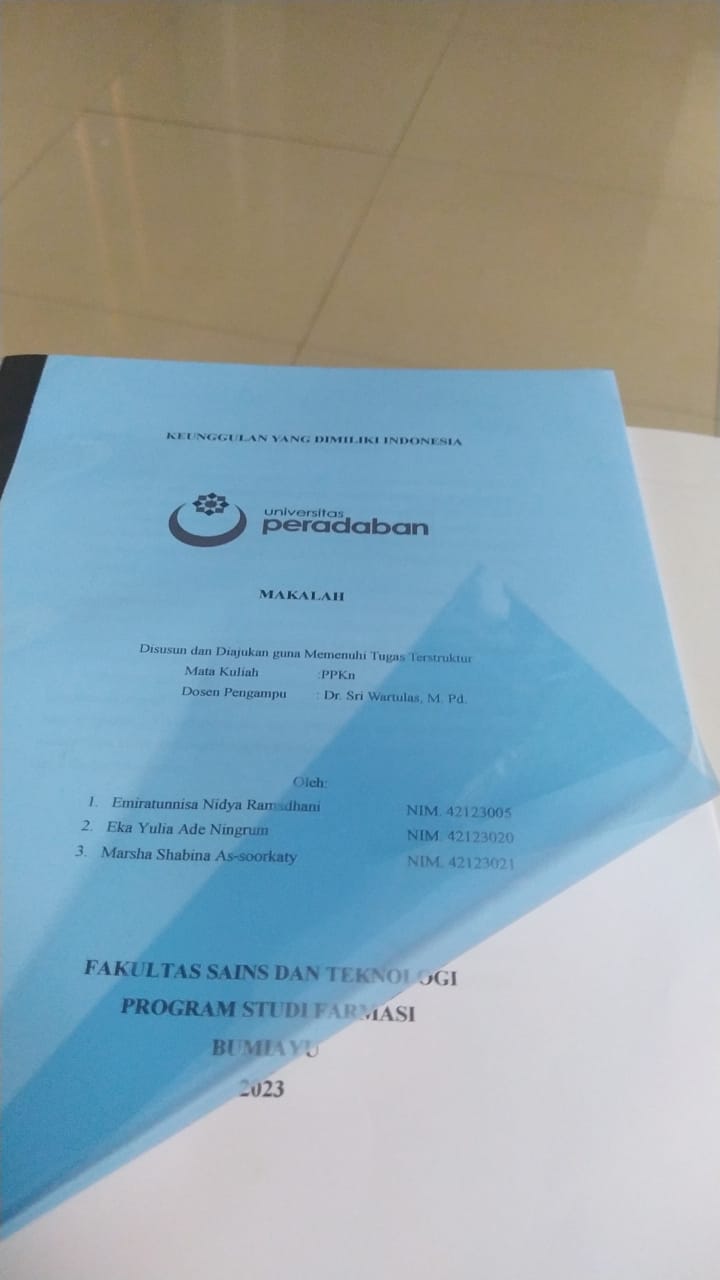 KEUNGGULAN YANG DIMILIKI INDONESIA
universitas
peradaban
MAKALAH
Disusun dan Diajukan guna Memenuhi Tugas Terstruktur
Mata Kuliah :PPKn
Dosen Pengampu : Dr. Sri Wartulas, M. Pd.
Oleh:
1. Emiratunnisa Nidya Ramadhani NIM. 42123005
2. Eka Yulia Ade Ningrum NIM. 42123020
3. Marsha Shabina As-soorkaty NIM. 42123021
FAKULTAS SAINS DAN TEKNOLOGI
PROGRAM STUDI FARMASI
BUMIAYU
2023